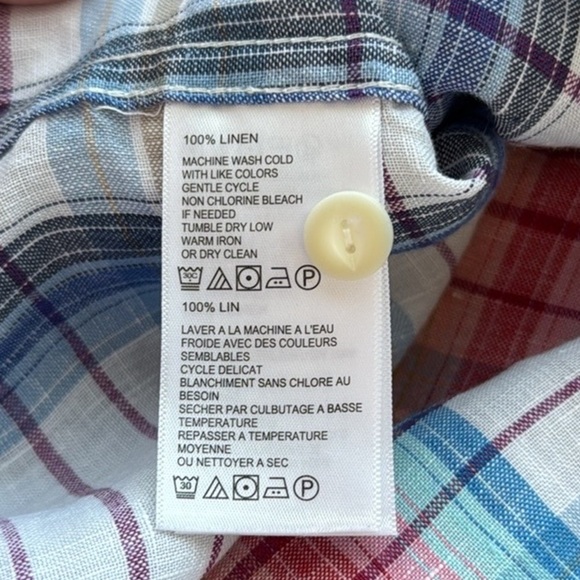 100% LINEN
MACHINE WASH COLD
WITH LIKE COLORS
GENTLE CYCLE
NON CHLORINE BLEACH
IF NEEDED
TUMBLE DRY LOW
WARM IRON
OR DRY CLEAN
30C P
100% LIN
LAVER A LA MACHINE A L'EAU
FROIDE AVEC DES COULEURS
SEMBLABLES
CYCLE DELICAT
BLANCHIMENT SANS CHLORE AU
BESOIN
SECHER PAR CULBUTAGE A BASSE
TEMPERATURE
REPASSER A TEMPERATURE
MOYENNE
OU NETTOYER A SEC
30 P